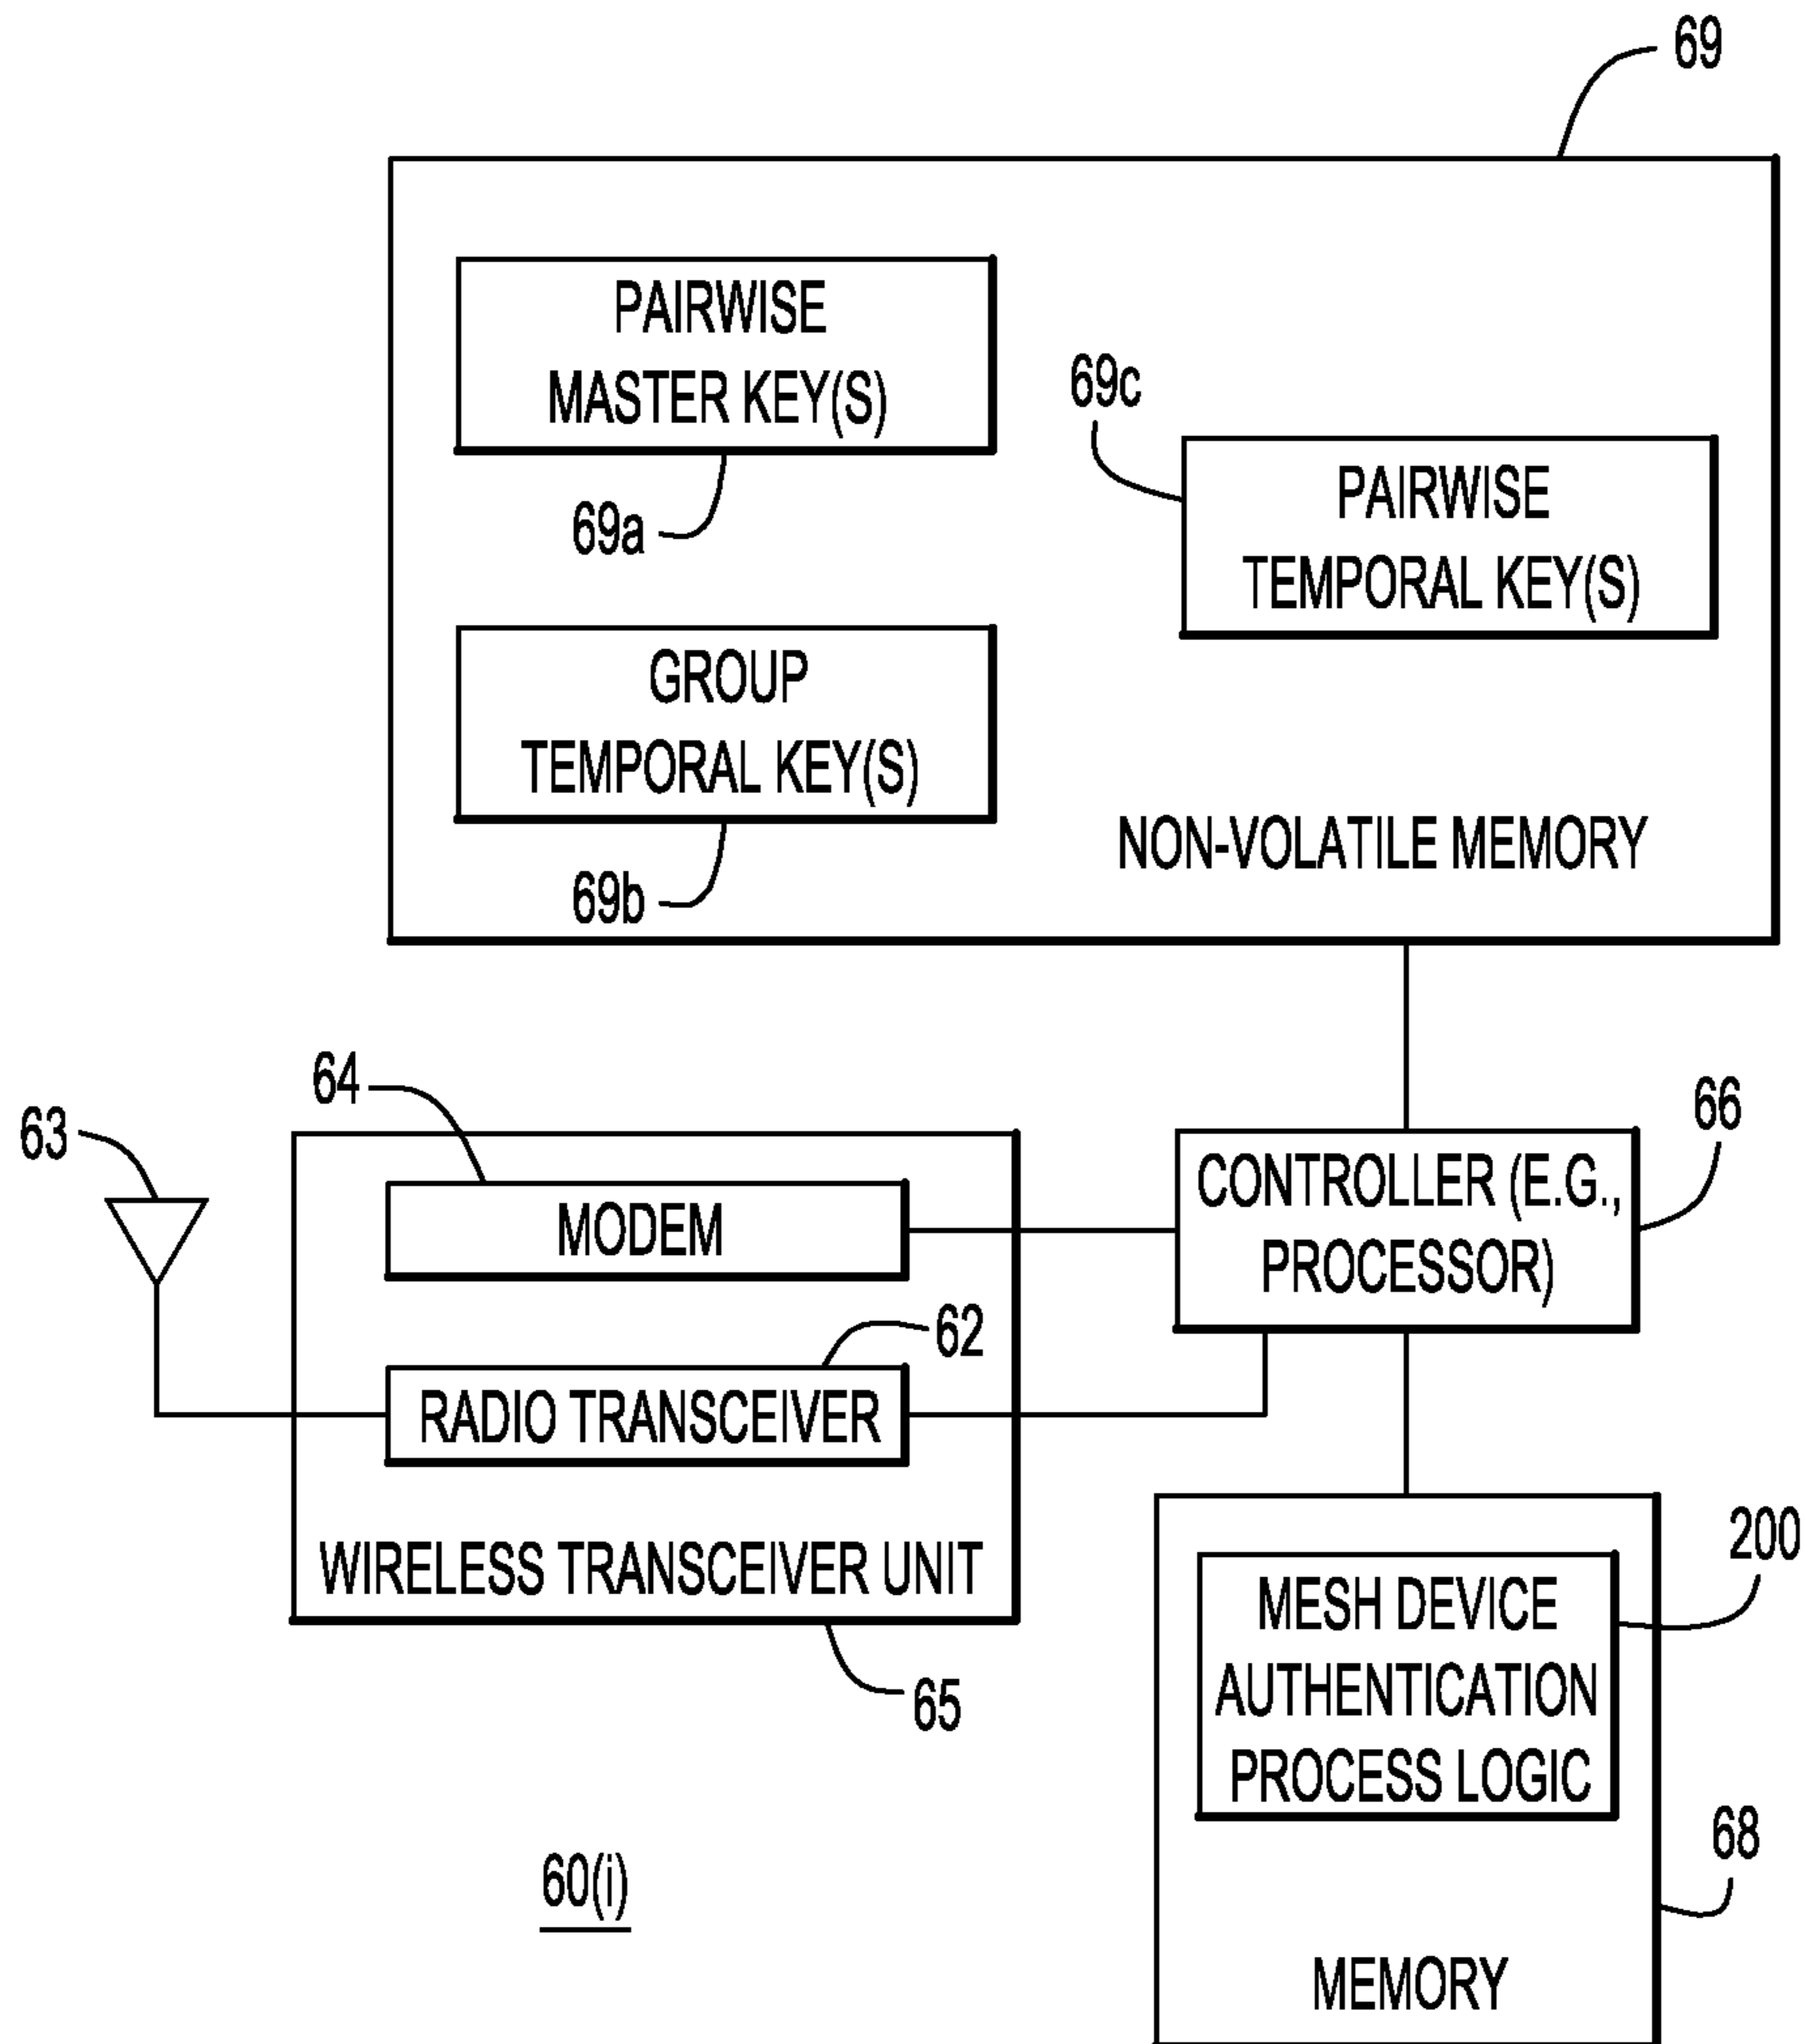 69
PAIRWISE
MASTER KEY(S)
69a
69c
PAIRWISE
TEMPORAL KEY(S)
GROUP
TEMPORAL KEY(S)
69b
NON-VOLATILE MEMORY
63
64
MODEM
62
RADIO TRANSCEIVER
WIRELESS TRANSCEIVER UNIT
65
66
CONTROLLER (E.G.,
PROCESSOR)
200
MESH DEVICE
AUTHENTICATION
PROCESS LOGIC
68
MEMORY
60(i)